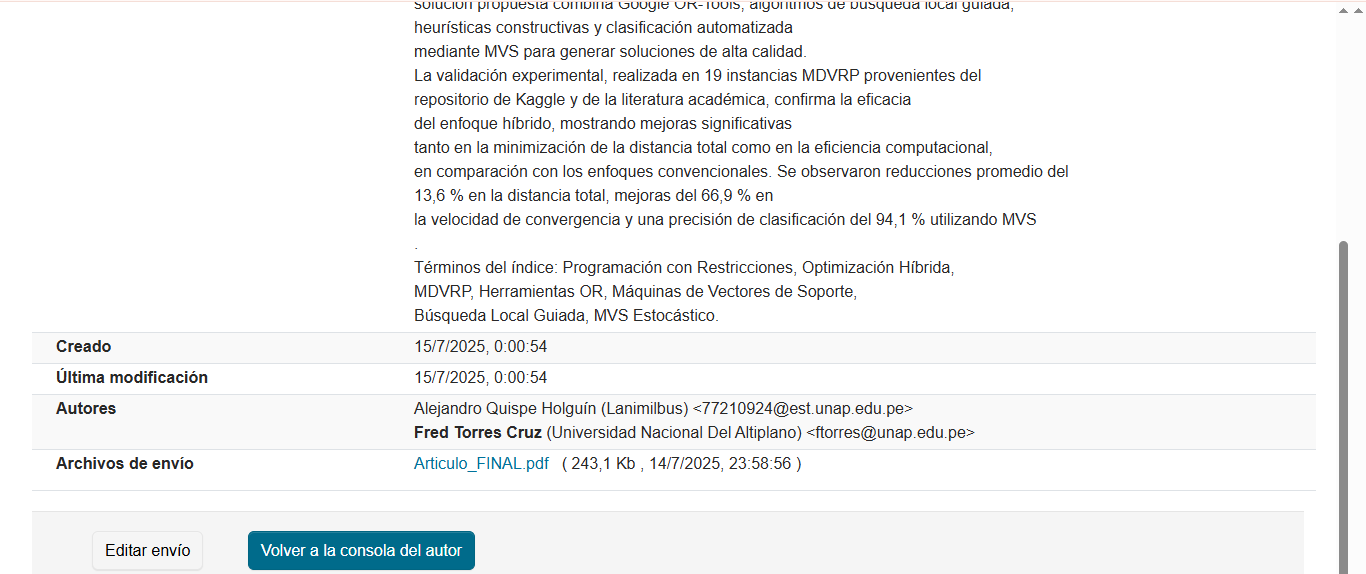 solución propuesta combina Google OR-Tools, algoritmos de búsqueda local guiada,
heurísticas constructivas y clasificación automatizada
mediante MVS para generar soluciones de alta calidad.
La validación experimental, realizada en 19 instancias MDVRP provenientes del
repositorio de Kaggle y de la literatura académica, confirma la eficacia
del enfoque híbrido, mostrando mejoras significativas
tanto en la minimización de la distancia total como en la eficiencia computacional,
en comparación con los enfoques convencionales. Se observaron reducciones promedio del
13,6 % en la distancia total, mejoras del 66,9 % en
la velocidad de convergencia y una precisión de clasificación del 94,1 % utilizando MVS
.
Términos del índice: Programación con Restricciones, Optimización Híbrida,
MDVRP, Herramientas OR, Máquinas de Vectores de Soporte,
Búsqueda Local Guiada, MVS Estocástico.
Creado 15/7/2025, 0:00:54
Última modificación 15/7/2025, 0:00:54
Autores Alejandro Quispe Holguín (Lanimilbus) <77210924@est.unap.edu.pe>
Fred Torres Cruz (Universidad Nacional Del Altiplano) <ftorres@unap.edu.pe>
Archivos de envío Articulo_FINAL.pdf ( 243,1 Kb , 14/7/2025, 23:58:56 )
Editar envío Volver a la consola del autor